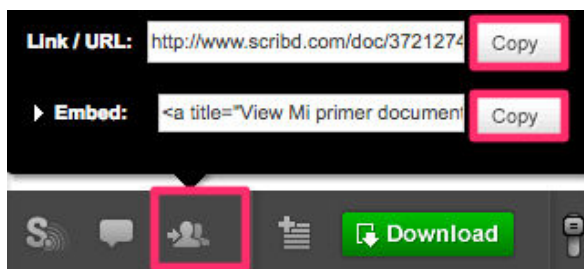 Link / URL: http://www.scribd.com/doc/3721274 Copy
Embed: <a title="View Mi primer document Copy
S Download